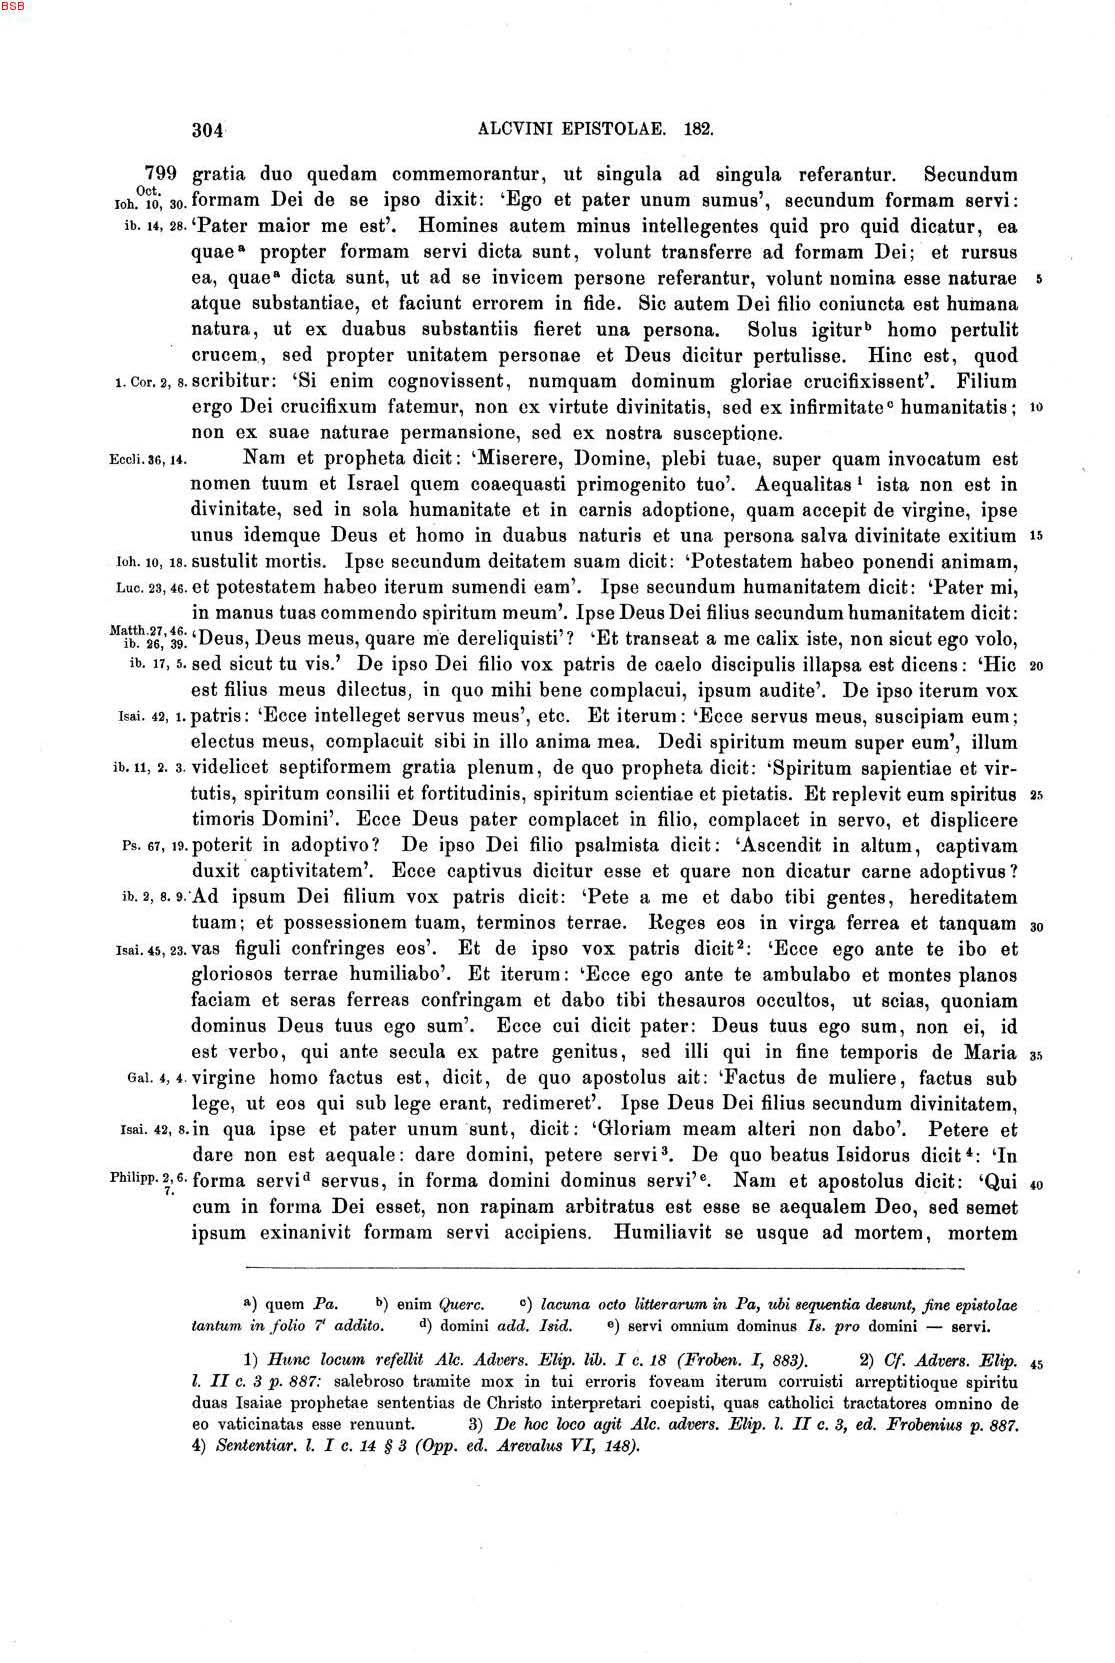 BSB
304 ALCVINI EPISTOLAE. 182.
799 gratia duo quedam commemorantur, ut singula ad singula referantur. Secundum
Oct.
Ioh. 10, 30. formam Dei de se ipso dixit: ‘Ego et pater unum sumus’, secundum formam servi:
ib. 14, 28. ‘Pater maior me est’. Homines autem minus intellegentes quid pro quid dicatur, ea
quaeᵃ propter formam servi dicta sunt, volunt transferre ad formam Dei; et rursus
ea, quaeᵃ dicta sunt, ut ad se invicem persone referantur, volunt nomina esse naturae 5
atque substantiae, et faciunt errorem in fide. Sic autem Dei filio coniuncta est humana
natura, ut ex duabus substantiis fieret una persona. Solus igiturᵇ homo pertulit
crucem, sed propter unitatem personae et Deus dicitur pertulisse. Hinc est, quod
1. Cor. 2, 8. scribitur: ‘Si enim cognovissent, numquam dominum gloriae crucifixissent’. Filium
ergo Dei crucifixum fatemur, non ex virtute divinitatis, sed ex infirmitateᶜ humanitatis; 10
non ex suae naturae permansione, sed ex nostra susceptione.
Eccli. 36, 14. Nam et propheta dicit: ‘Miserere, Domine, plebi tuae, super quam invocatum est
nomen tuum et Israel quem coaequasti primogenito tuo’. Aequalitas¹ ista non est in
divinitate, sed in sola humanitate et in carnis adoptione, quam accepit de virgine, ipse
unus idemque Deus et homo in duabus naturis et una persona salva divinitate exitium 15
Ioh. 10, 18. sustulit mortis. Ipse secundum deitatem suam dicit: ‘Potestatem habeo ponendi animam,
Luc. 23, 46. et potestatem habeo iterum sumendi eam’. Ipse secundum humanitatem dicit: ‘Pater mi,
in manus tuas commendo spiritum meum’. Ipse Deus Dei filius secundum humanitatem dicit:
Matth. 27, 46.
ib. 26, 39. ‘Deus, Deus meus, quare me dereliquisti’? ‘Et transeat a me calix iste, non sicut ego volo,
ib. 17, 5. sed sicut tu vis.’ De ipso Dei filio vox patris de caelo discipulis illapsa est dicens: ‘Hic 20
est filius meus dilectus, in quo mihi bene complacui, ipsum audite’. De ipso iterum vox
Isai. 42, 1. patris: ‘Ecce intelleget servus meus’, etc. Et iterum: ‘Ecce servus meus, suscipiam eum;
electus meus, complacuit sibi in illo anima mea. Dedi spiritum meum super eum’, illum
ib. 11, 2. 3. videlicet septiformem gratia plenum, de quo propheta dicit: ‘Spiritum sapientiae et vir-
tutis, spiritum consilii et fortitudinis, spiritum scientiae et pietatis. Et replevit eum spiritus 25
timoris Domini’. Ecce Deus pater complacet in filio, complacet in servo, et displicere
Ps. 67, 19. poterit in adoptivo? De ipso Dei filio psalmista dicit: ‘Ascendit in altum, captivam
duxit captivitatem’. Ecce captivus dicitur esse et quare non dicatur carne adoptivus?
ib. 2, 8. 9. Ad ipsum Dei filium vox patris dicit: ‘Pete a me et dabo tibi gentes, hereditatem
tuam; et possessionem tuam, terminos terrae. Reges eos in virga ferrea et tanquam 30
Isai. 45, 23. vas figuli confringes eos’. Et de ipso vox patris dicit²: ‘Ecce ego ante te ibo et
gloriosos terrae humiliabo’. Et iterum: ‘Ecce ego ante te ambulabo et montes planos
faciam et seras ferreas confringam et dabo tibi thesauros occultos, ut scias, quoniam
dominus Deus tuus ego sum’. Ecce cui dicit pater: Deus tuus ego sum, non ei, id
est verbo, qui ante secula ex patre genitus, sed illi qui in fine temporis de Maria 35
Gal. 4, 4. virgine homo factus est, dicit, de quo apostolus ait: ‘Factus de muliere, factus sub
lege, ut eos qui sub lege erant, redimeret’. Ipse Deus Dei filius secundum divinitatem,
Isai. 42, 8. in qua ipse et pater unum sunt, dicit: ‘Gloriam meam alteri non dabo’. Petere et
dare non est aequale: dare domini, petere servi³. De quo beatus Isidorus dicit⁴: ‘In
Philipp. 2, 6. forma serviᵈ servus, in forma domini dominus servi’ᵉ. Nam et apostolus dicit: ‘Qui 40
7.
cum in forma Dei esset, non rapinam arbitratus est esse se aequalem Deo, sed semet
ipsum exinanivit formam servi accipiens. Humiliavit se usque ad mortem, mortem
a) quem Pa. b) enim Querc. c) lacuna octo litterarum in Pa, ubi sequentia desunt, fine epistolae
tantum in folio 7' addito. d) domini add. Isid. e) servi omnium dominus Is. pro domini — servi.
1) Hunc locum refellit Alc. Advers. Elip. lib. I c. 18 (Froben. I, 883). 2) Cf. Advers. Elip. 45
l. II c. 3 p. 887: salebroso tramite mox in tui erroris foveam iterum corruisti arreptitioque spiritu
duas Isaiae prophetae sententias de Christo interpretari coepisti, quas catholici tractatores omnino de
eo vaticinatas esse renuunt. 3) De hoc loco agit Alc. advers. Elip. l. II c. 3, ed. Frobenius p. 887.
4) Sententiar. l. I c. 14 § 3 (Opp. ed. Arevalus VI, 148).